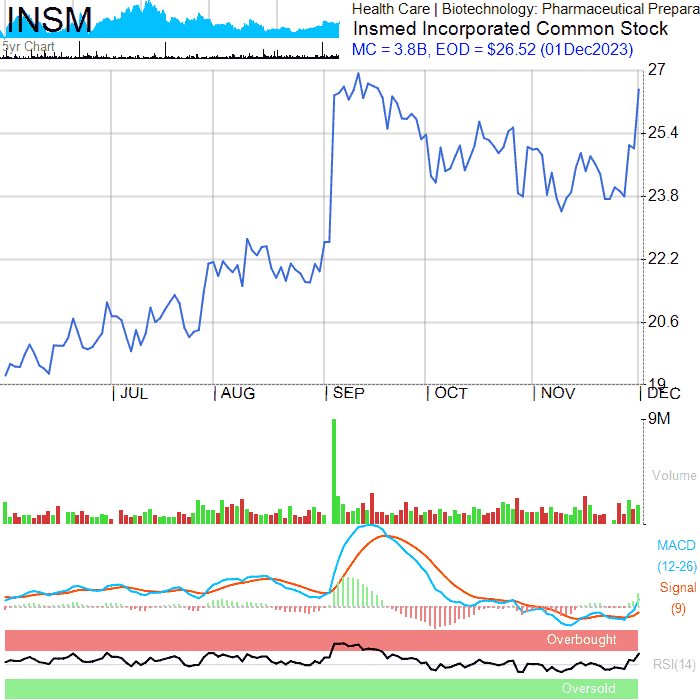 INSM
5yr Chart
Health Care | Biotechnology: Pharmaceutical Prepara
Insmed Incorporated Common Stock
MC = 3.8B, EOD = $26.52 (01Dec2023)
27
25.4
23.8
22.2
20.6
19
JUL
AUG
SEP
OCT
NOV
DEC
9M
Volume
MACD
(12-26)
Signal
(9)
Overbought
RSI(14)
Oversold